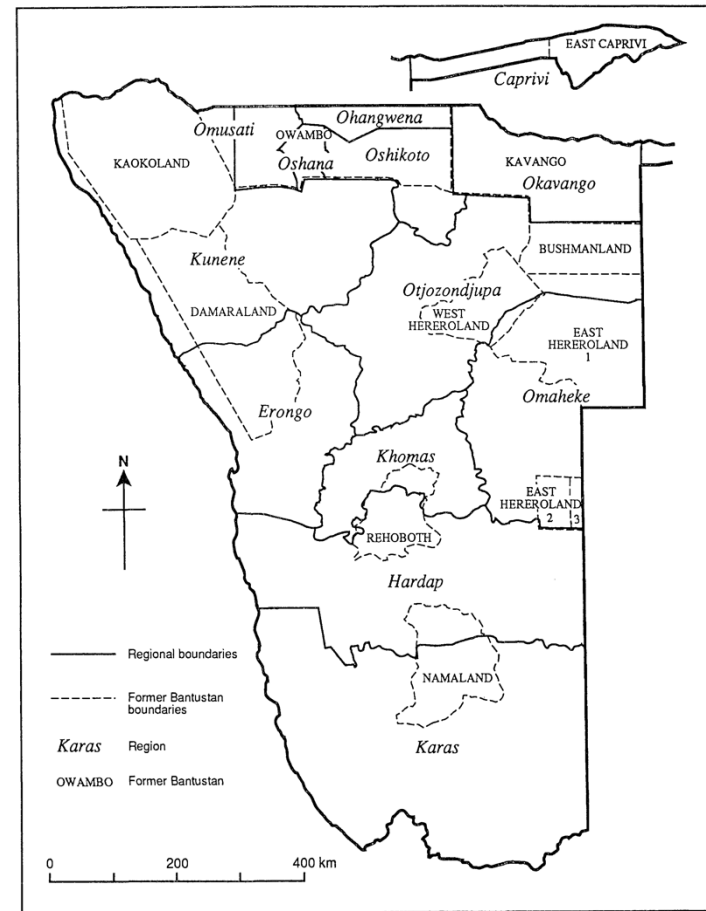 EAST CAPRIVI
Caprivi
Ohangwena
Omusati
OWAMBO
Oshana
Oshikoto
KAOKOLAND
KAVANGO
Okavango
BUSHMANLAND
Kunene
Otjozondjupa
DAMARALAND
WEST
HEREROLAND
EAST
HEREROLAND
1
Omaheke
Erongo
Khomas
N
EAST
HEREROLAND
2
3
REHOBOTH
Hardap
NAMALAND
Karas
Regional boundaries
Former Bantustan
boundaries
Karas Region
OWAMBO Former Bantustan
0 200 400 km